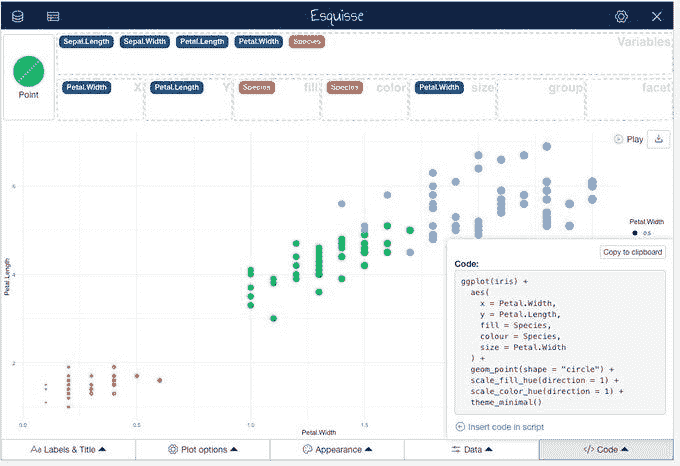 Esquisse
Sepal.Length Sepal.Width Petal.Length Petal.Width Species Variables
Point
Petal.Width X Petal.Length Y Species fill Species color Petal.Width size group facet
Play
6
4
2
Petal.Length
Petal.Width
0.5
Copy to clipboard
Code:
ggplot(iris) +
aes(
x = Petal.Width,
y = Petal.Length,
fill = Species,
colour = Species,
size = Petal.Width
) +
geom_point(shape = "circle") +
scale_fill_hue(direction = 1) +
scale_color_hue(direction = 1) +
theme_minimal()
Insert code in script
0.0 0.5 1.0 1.5
Petal.Width
Aa Labels & Title Plot options Appearance Data Code